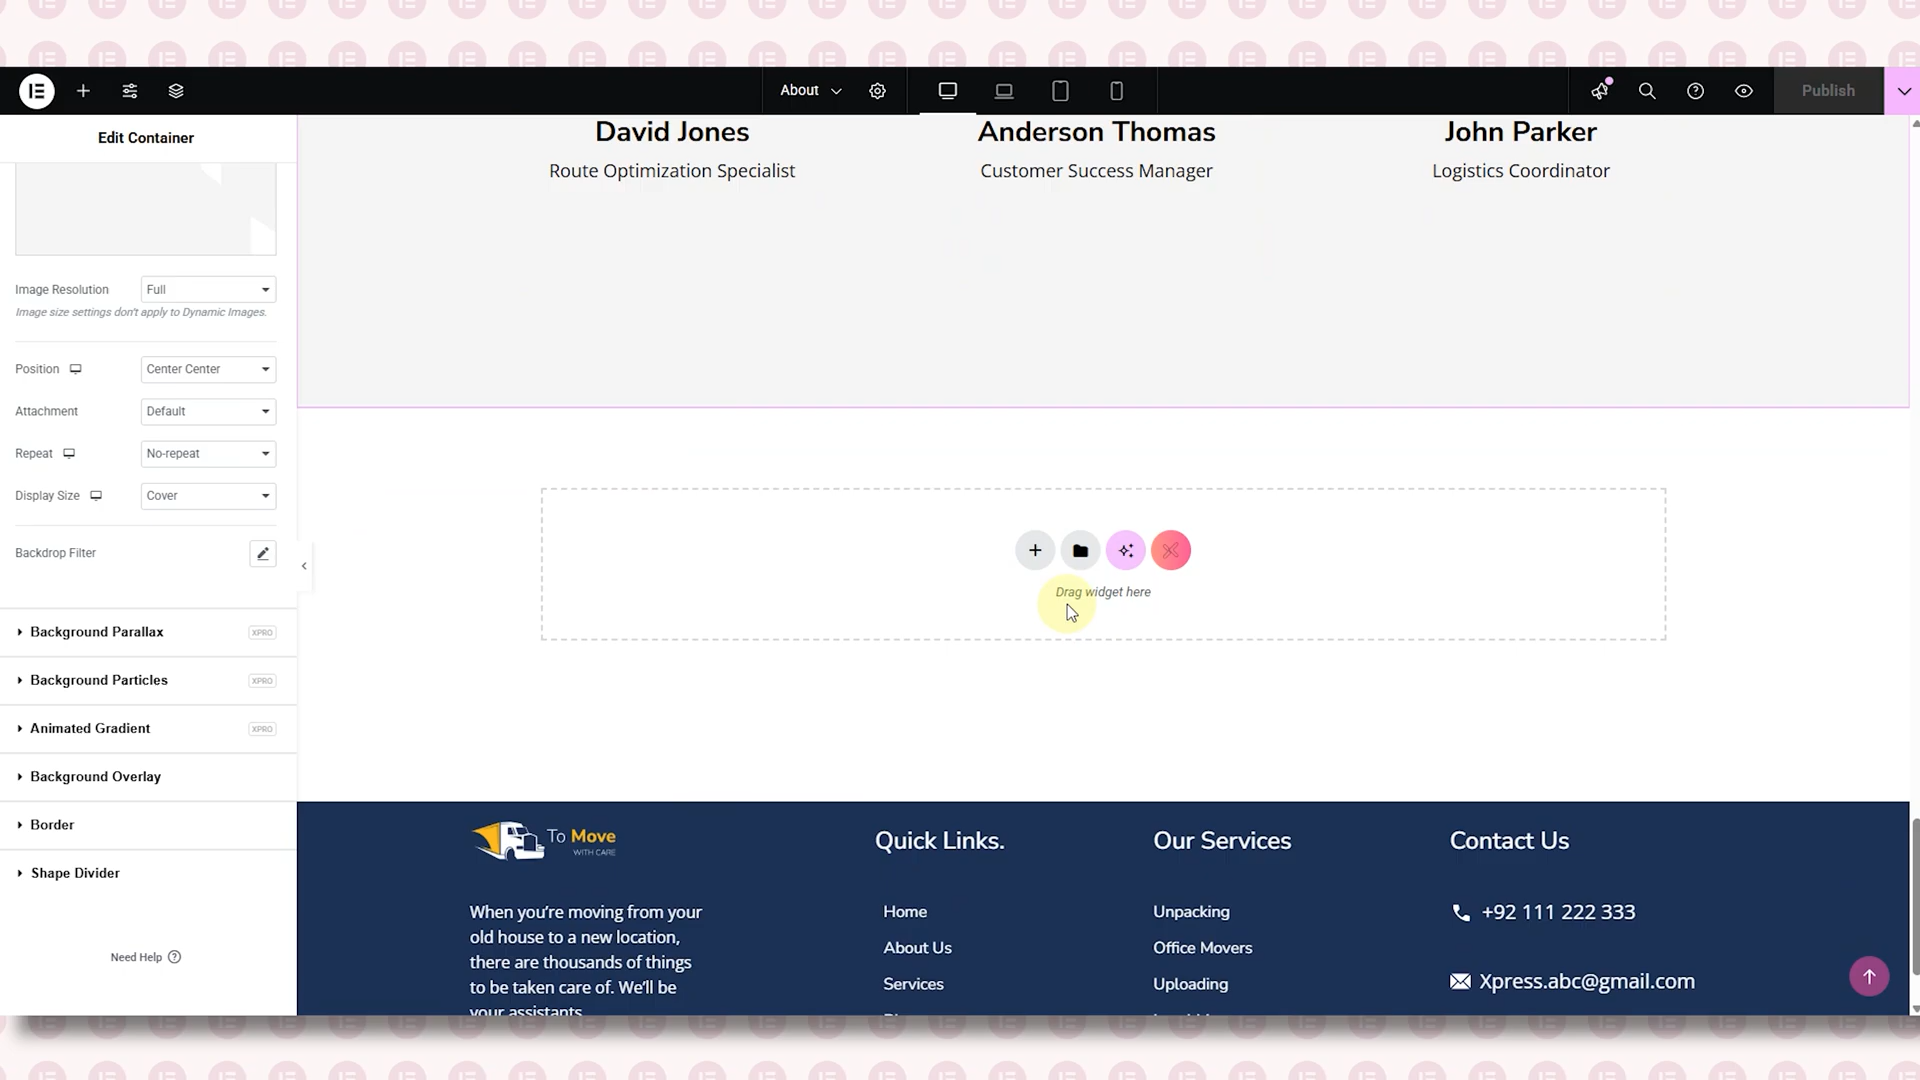 About
Publish
Edit Container
Image Resolution
Full
Image size settings don't apply to Dynamic Images.
Position
Center Center
Attachment
Default
Repeat
No-repeat
Display Size
Cover
Backdrop Filter
Background Parallax
XPRO
Background Particles
XPRO
Animated Gradient
XPRO
Background Overlay
Border
Shape Divider
Need Help
David Jones
Route Optimization Specialist
Anderson Thomas
Customer Success Manager
John Parker
Logistics Coordinator
Drag widget here
To Move
WITH CARE
When you're moving from your
old house to a new location,
there are thousands of things
to be taken care of. We'll be
your assistants
Quick Links.
Home
About Us
Services
Our Services
Unpacking
Office Movers
Uploading
Contact Us
+92 111 222 333
Xpress.abc@gmail.com